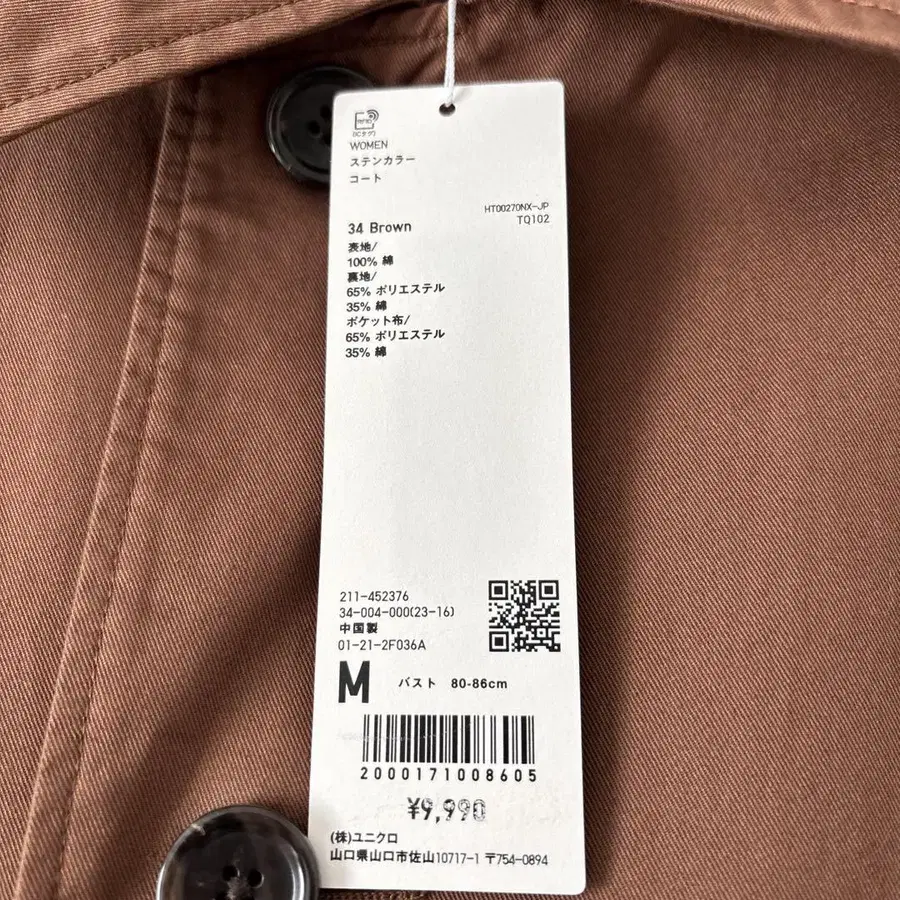 RFID
(ICタグ)
WOMEN
ステンカラー
コート
HT00270NX-JP
TQ102
34 Brown
表地/
100% 綿
裏地/
65% ポリエステル
35% 綿
ポケット布/
65% ポリエステル
35% 綿
211-452376
34-004-000(23-16)
中国製
01-21-2F036A
M バスト 80-86cm
2000171008605
¥9,990
(株)ユニクロ
山口県山口市佐山10717-1 〒754-0894